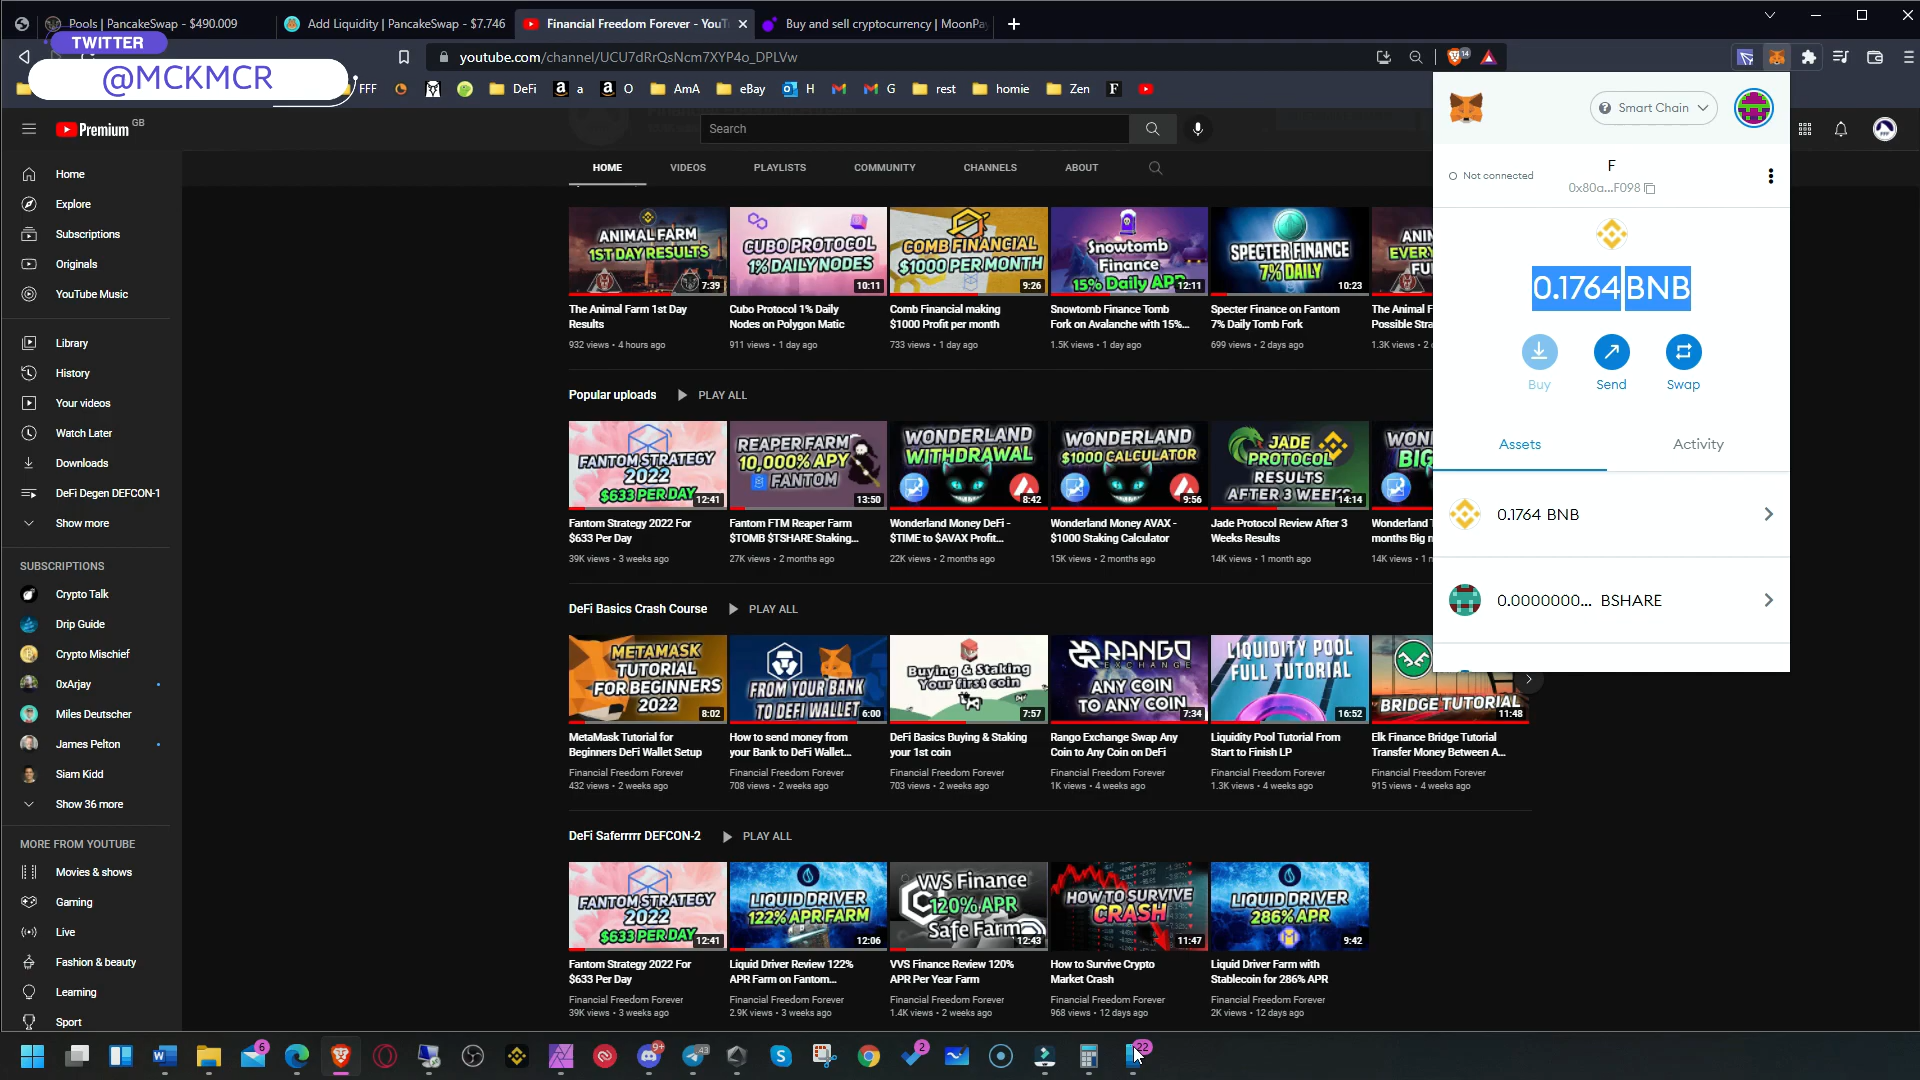 Pools | PancakeSwap - $490.009
Add Liquidity | PancakeSwap - $7.746
Financial Freedom Forever - YouT
Buy and sell cryptocurrency | MoonPa
TWITTER
@MCKMCR
youtube.com/channel/UCU7dRrQsNcm7XYP4o_DPLVw
14
FFF
DeFi
a
O
AmA
eBay
H
G
rest
homie
Zen
F
Premium GB
Search
HOME
VIDEOS
PLAYLISTS
COMMUNITY
CHANNELS
ABOUT
Home
Explore
Subscriptions
Originals
YouTube Music
Library
History
Your videos
Watch Later
Downloads
DeFi Degen DEFCON-1
Show more
SUBSCRIPTIONS
Crypto Talk
Drip Guide
Crypto Mischief
0xArjay
Miles Deutscher
James Pelton
Siam Kidd
Show 36 more
MORE FROM YOUTUBE
Movies & shows
Gaming
Live
Fashion & beauty
Learning
Sport
ANIMAL FARM
1ST DAY RESULTS
7:39
The Animal Farm 1st Day
Results
932 views • 4 hours ago
CUBO PROTOCOL
1% DAILY NODES
10:11
Cubo Protocol 1% Daily
Nodes on Polygon Matic
911 views • 1 day ago
COMB FINANCIAL
$1000 PER MONTH
9:26
Comb Financial making
$1000 Profit per month
733 views • 1 day ago
Snowtomb
Finance
15% Daily APR
12:11
Snowtomb Finance Tomb
Fork on Avalanche with 15%...
1.5K views • 1 day ago
SPECTER FINANCE
7% DAILY
10:23
Specter Finance on Fantom
7% Daily Tomb Fork
699 views • 2 days ago
ANI
EVERY
FU
The Animal F
Possible Stra
1.3K views • 2
Popular uploads
PLAY ALL
FANTOM STRATEGY
2022
$633 PER DAY
12:41
Fantom Strategy 2022 For
$633 Per Day
39K views • 3 weeks ago
REAPER FARM
10,000% APY
FANTOM
13:50
Fantom FTM Reaper Farm
$TOMB $TSHARE Staking...
27K views • 2 months ago
WONDERLAND
WITHDRAWAL
8:42
Wonderland Money DeFi -
$TIME to $AVAX Profit...
22K views • 2 months ago
WONDERLAND
$1000 CALCULATOR
9:56
Wonderland Money AVAX -
$1000 Staking Calculator
15K views • 2 months ago
JADE
PROTOCOL
RESULTS
AFTER 3 WEEKS
14:14
Jade Protocol Review After 3
Weeks Results
14K views • 1 month ago
WON
BIG
Wonderland T
months Big n
14K views • 1 n
DeFi Basics Crash Course
PLAY ALL
METAMASK
TUTORIAL
FOR BEGINNERS
2022
8:02
MetaMask Tutorial for
Beginners DeFi Wallet Setup
Financial Freedom Forever
432 views • 2 weeks ago
FROM YOUR BANK
TO DEFI WALLET
6:00
How to send money from
your Bank to DeFi Wallet...
Financial Freedom Forever
708 views • 2 weeks ago
Buying & Staking
Your first coin
7:57
DeFi Basics Buying & Staking
your 1st coin
Financial Freedom Forever
703 views • 2 weeks ago
RANGO
EXCHANGE
ANY COIN
TO ANY COIN
7:34
Rango Exchange Swap Any
Coin to Any Coin on DeFi
Financial Freedom Forever
1K views • 4 weeks ago
LIQUIDITY POOL
FULL TUTORIAL
16:52
Liquidity Pool Tutorial From
Start to Finish LP
Financial Freedom Forever
1.3K views • 4 weeks ago
BRIDGE TUTORIAL
11:48
Elk Finance Bridge Tutorial
Transfer Money Between A...
Financial Freedom Forever
915 views • 4 weeks ago
DeFi Saferrrrr DEFCON-2
PLAY ALL
FANTOM STRATEGY
2022
$633 PER DAY
12:41
Fantom Strategy 2022 For
$633 Per Day
Financial Freedom Forever
39K views • 3 weeks ago
LIQUID DRIVER
122% APR FARM
12:06
Liquid Driver Review 122%
APR Farm on Fantom...
Financial Freedom Forever
2.9K views • 3 weeks ago
VVS Finance
120% APR
Safe Farm
12:43
VVS Finance Review 120%
APR Per Year Farm
Financial Freedom Forever
1.4K views • 2 weeks ago
HOW TO SURVIVE
CRASH
11:47
How to Survive Crypto
Market Crash
Financial Freedom Forever
968 views • 12 days ago
LIQUID DRIVER
286% APR
9:42
Liquid Driver Farm with
Stablecoin for 286% APR
Financial Freedom Forever
2K views • 12 days ago
Smart Chain
Not connected
F
0x80a...F098
0.1764 BNB
Buy
Send
Swap
Assets
Activity
0.1764 BNB
0.0000000... BSHARE
6
9+
43
2
22